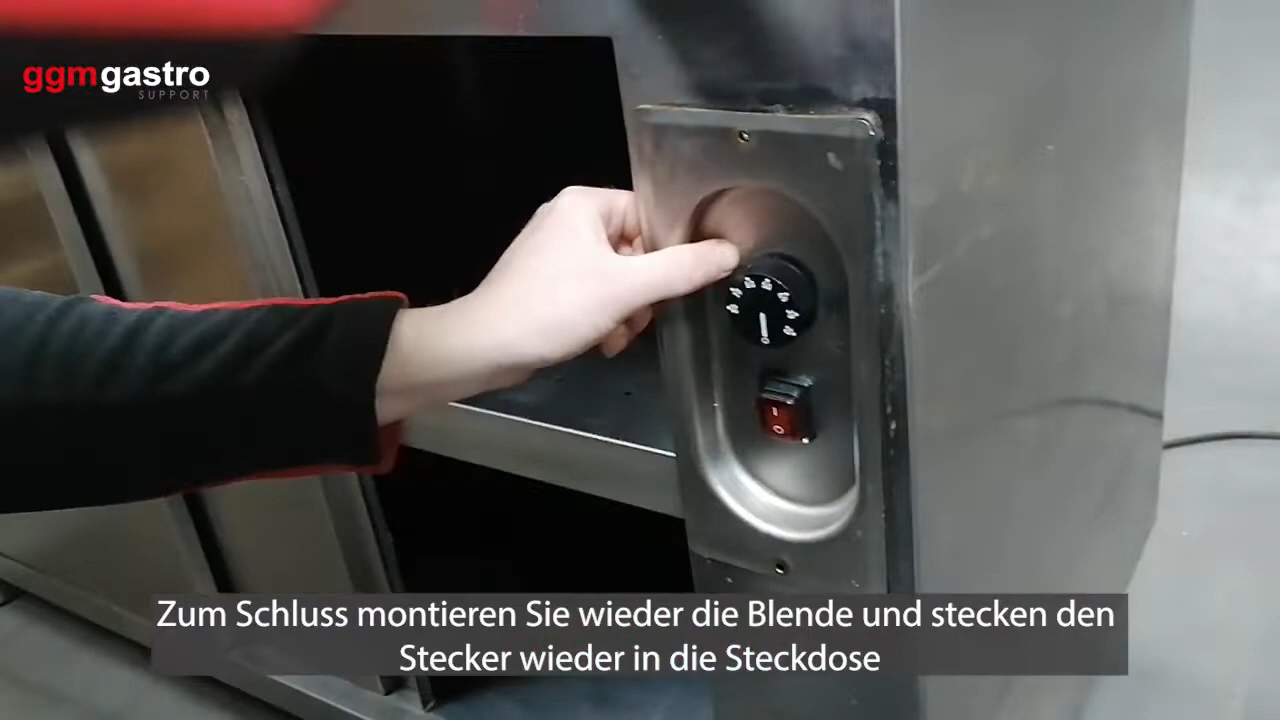 ggmgastro
SUPPORT
Zum Schluss montieren Sie wieder die Blende und stecken den
Stecker wieder in die Steckdose